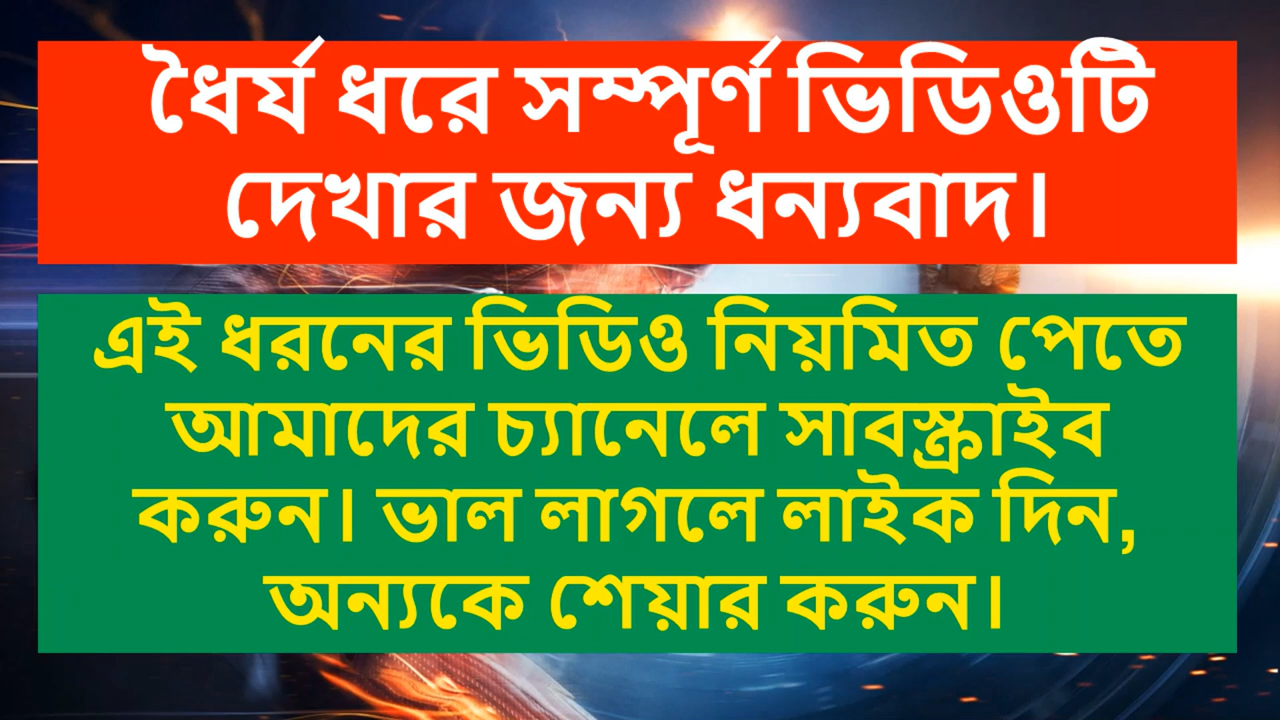 ধৈর্য ধরে সম্পূর্ণ ভিডিওটি
দেখার জন্য ধন্যবাদ।
এই ধরনের ভিডিও নিয়মিত পেতে
আমাদের চ্যানেলে সাবস্ক্রাইব
করুন। ভাল লাগলে লাইক দিন,
অন্যকে শেয়ার করুন।